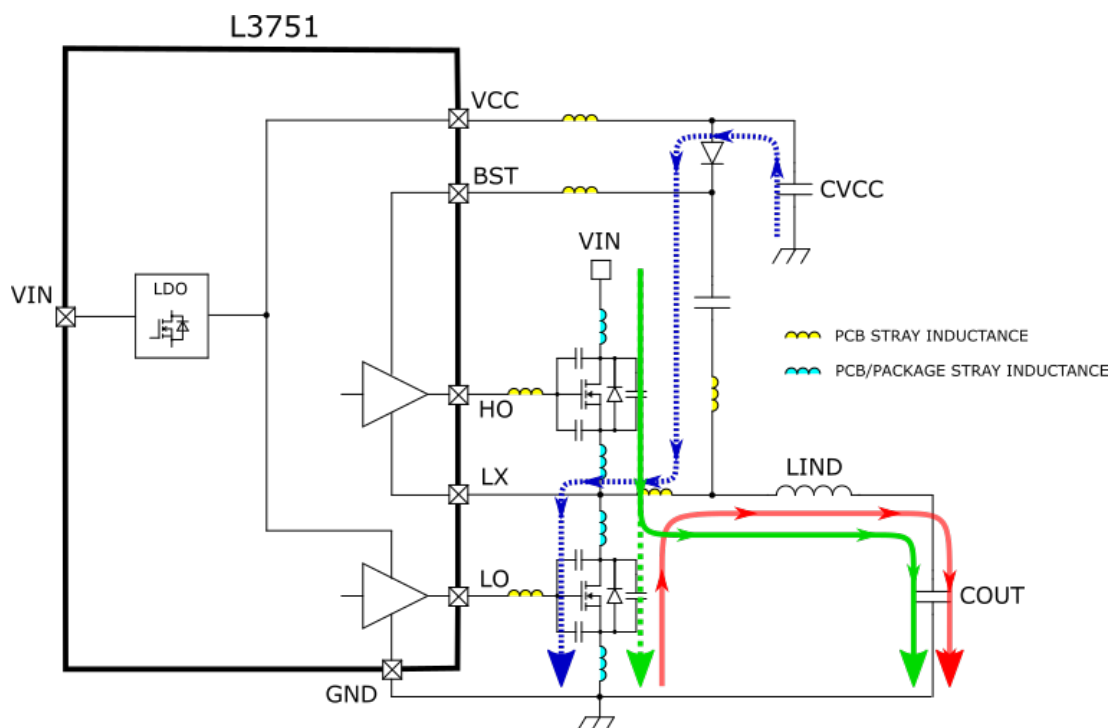 L3751
VCC
BST
CVCC
VIN
VIN
LDO
PCB STRAY INDUCTANCE
PCB/PACKAGE STRAY INDUCTANCE
HO
LX
LIND
LO
COUT
GND